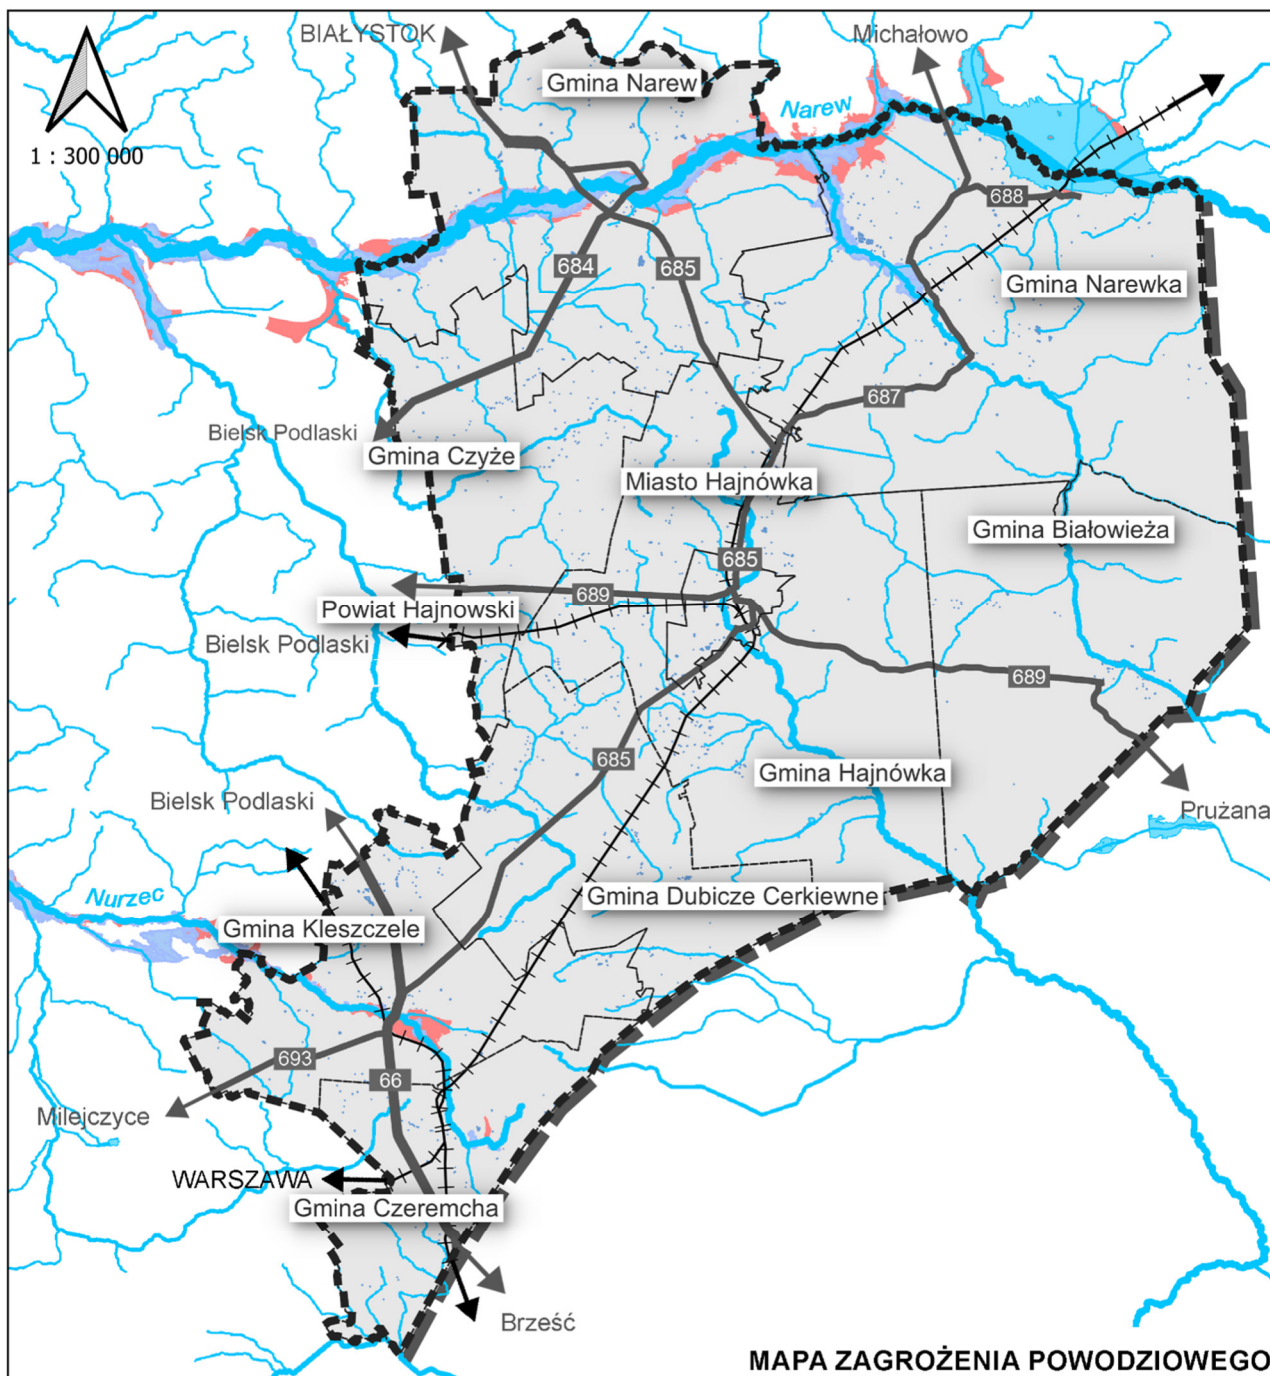 BIAŁYSTOK
Michałowo
Gmina Narew
Narew
1 : 300 000
688
684
685
Gmina Narewka
687
Bielsk Podlaski
Gmina Czyże
Miasto Hajnówka
Gmina Białowieża
685
689
Powiat Hajnowski
Bielsk Podlaski
689
685
Gmina Hajnówka
Bielsk Podlaski
Prużana
Nurzec
Gmina Dubicze Cerkiewne
Gmina Kleszczele
693
66
Milejczyce
WARSZAWA
Gmina Czeremcha
Brześć
MAPA ZAGROŻENIA POWODZIOWEGO